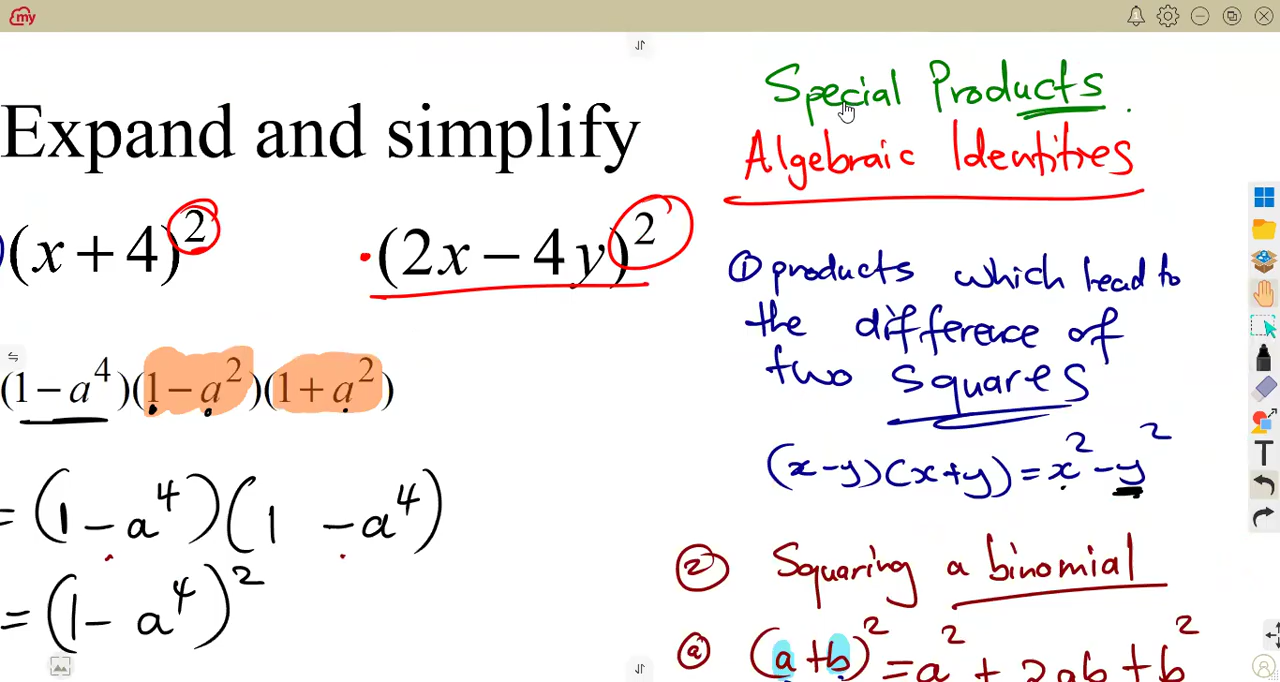 my
Expand and simplify
(x + 4)²
(2x − 4y)²
(1 − a⁴)(1 − a²)(1 + a²)
= (1 − a⁴)(1 − a⁴)
= (1 − a⁴)²
Special Products.
Algebraic Identities
① products which lead to
the difference of
two squares
(x−y)(x+y) = x² − y²
② Squaring a binomial
ⓐ (a+b)² = a² + 2ab + b²
T